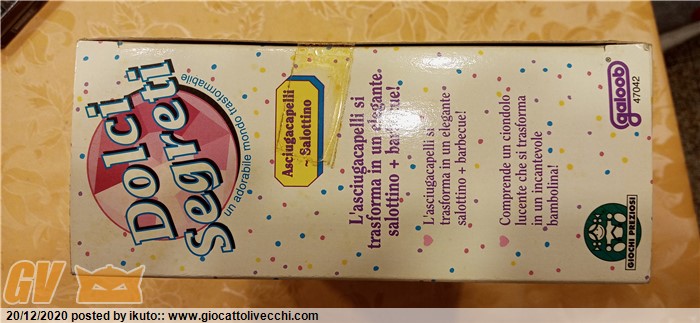 Dolci
Segreti
un adorabile mondo trasformabile
Asciugacapelli
Salottino
L'asciugacapelli si
trasforma in un elegante
salottino + barbecue!
L'asciugacapelli si
trasforma in un elegante
salottino + barbecue!
Comprende un ciondolo
lucente che si trasforma
in un incantevole
bambolina!
galoob®
47042
GIOCHI PREZIOSI
GV
20/12/2020 posted by ikuto:: www.giocattolivecchi.com